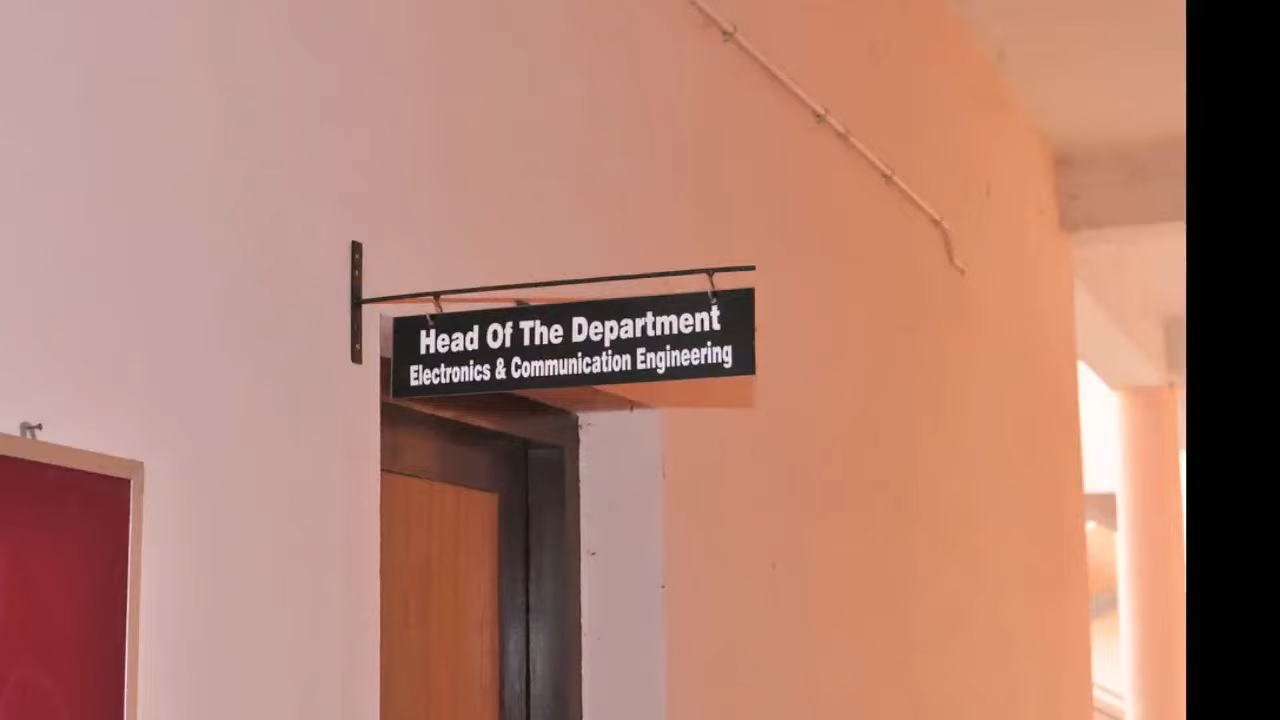 Head Of The Department
Electronics & Communication Engineering